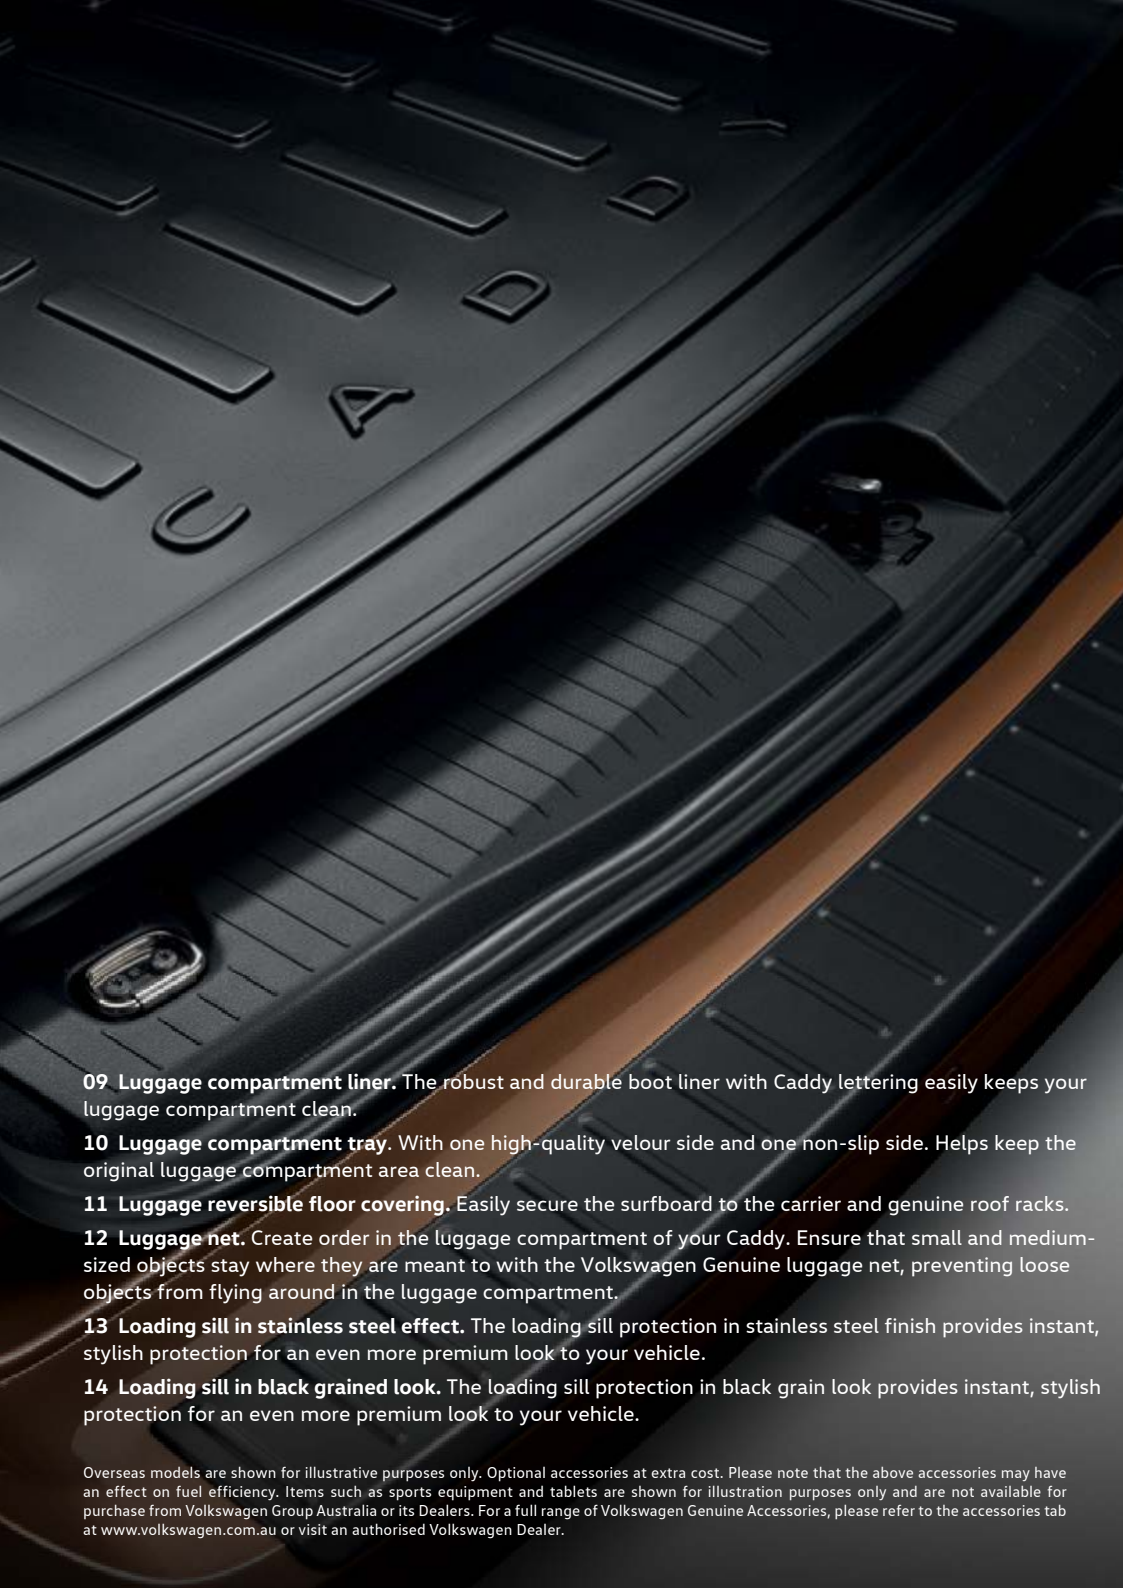 C A D D Y
09 Luggage compartment liner. The robust and durable boot liner with Caddy lettering easily keeps your
luggage compartment clean.
10 Luggage compartment tray. With one high-quality velour side and one non-slip side. Helps keep the
original luggage compartment area clean.
11 Luggage reversible floor covering. Easily secure the surfboard to the carrier and genuine roof racks.
12 Luggage net. Create order in the luggage compartment of your Caddy. Ensure that small and medium-
sized objects stay where they are meant to with the Volkswagen Genuine luggage net, preventing loose
objects from flying around in the luggage compartment.
13 Loading sill in stainless steel effect. The loading sill protection in stainless steel finish provides instant,
stylish protection for an even more premium look to your vehicle.
14 Loading sill in black grained look. The loading sill protection in black grain look provides instant, stylish
protection for an even more premium look to your vehicle.
Overseas models are shown for illustrative purposes only. Optional accessories at extra cost. Please note that the above accessories may have
an effect on fuel efficiency. Items such as sports equipment and tablets are shown for illustration purposes only and are not available for
purchase from Volkswagen Group Australia or its Dealers. For a full range of Volkswagen Genuine Accessories, please refer to the accessories tab
at www.volkswagen.com.au or visit an authorised Volkswagen Dealer.